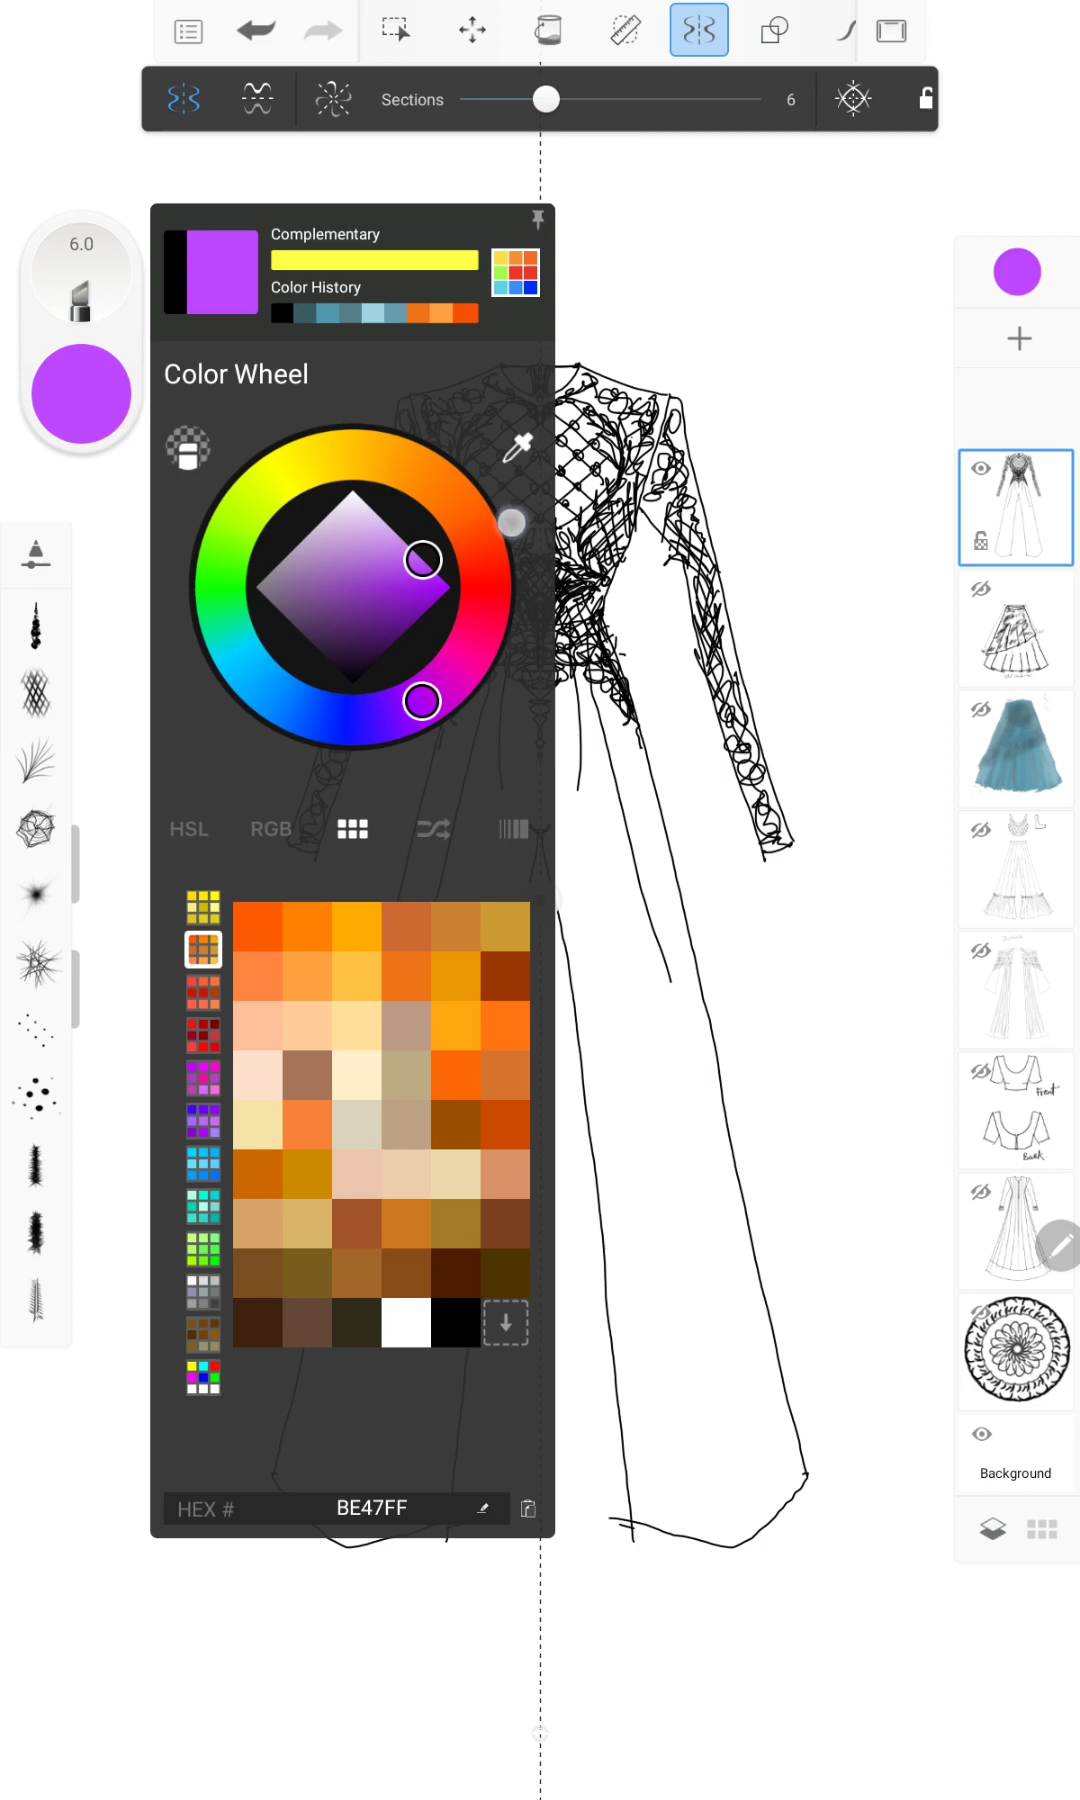 Sections 6
6.0
Complementary
Color History
Color Wheel
HSL RGB
HEX # BE47FF
Front
Back
Background